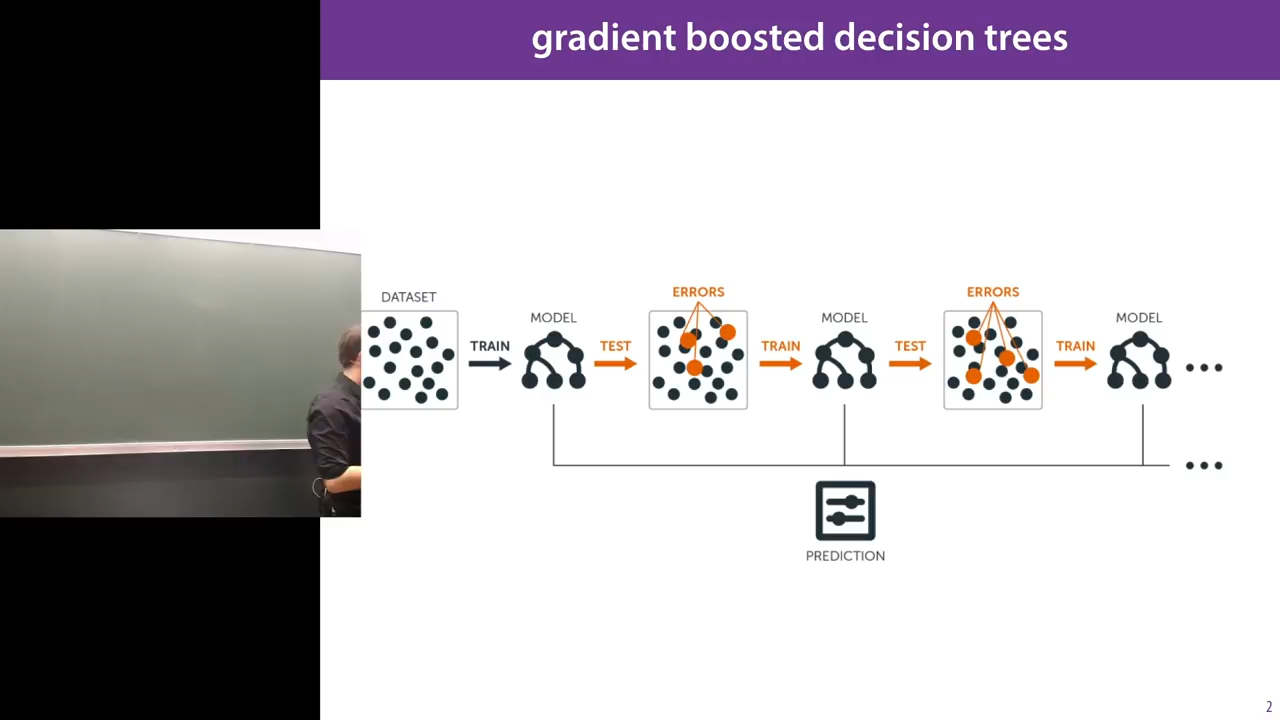 gradient boosted decision trees
ERRORS
ERRORS
DATASET
MODEL
MODEL
MODEL
TRAIN
TEST
TRAIN
TEST
TRAIN
PREDICTION
2